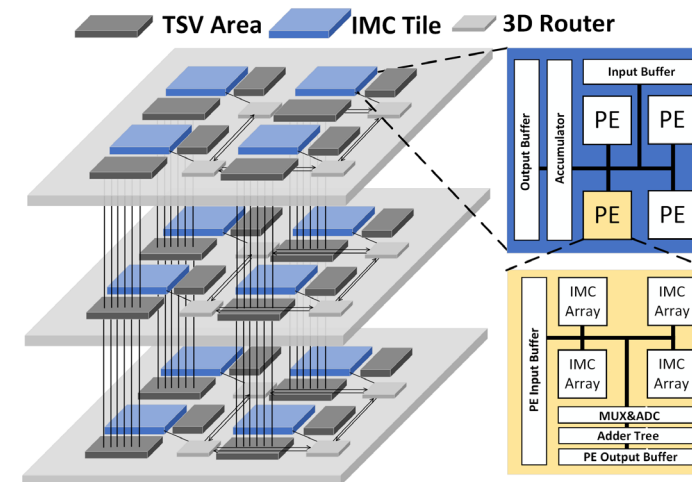 TSV Area
IMC Tile
3D Router
Input Buffer
Output Buffer
Accumulator
PE
PE
PE
PE
PE Input Buffer
IMC
Array
IMC
Array
IMC
Array
IMC
Array
MUX&ADC
Adder Tree
PE Output Buffer